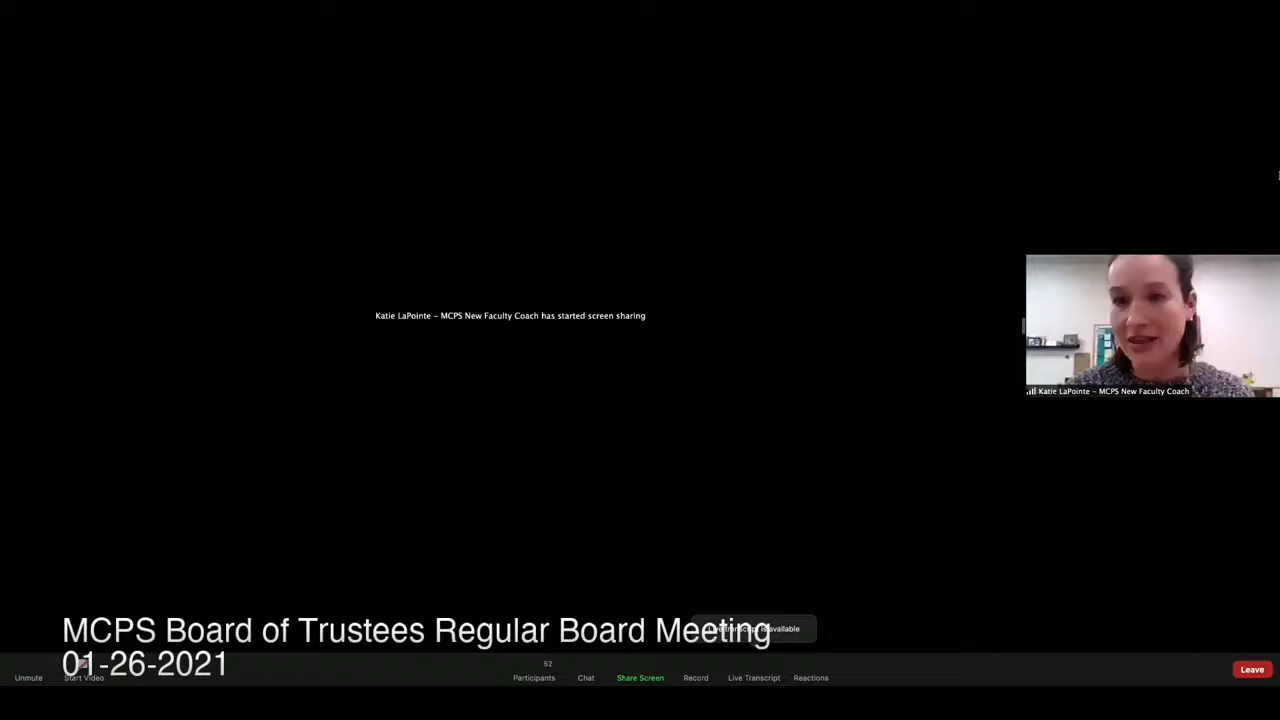 Katie LaPointe – MCPS New Faculty Coach has started screen sharing
Katie LaPointe – MCPS New Faculty Coach
MCPS Board of Trustees Regular Board Meeting
01-26-2021
is available
52
Unmute
Start Video
Participants
Chat
Share Screen
Record
Live Transcript
Reactions
Leave